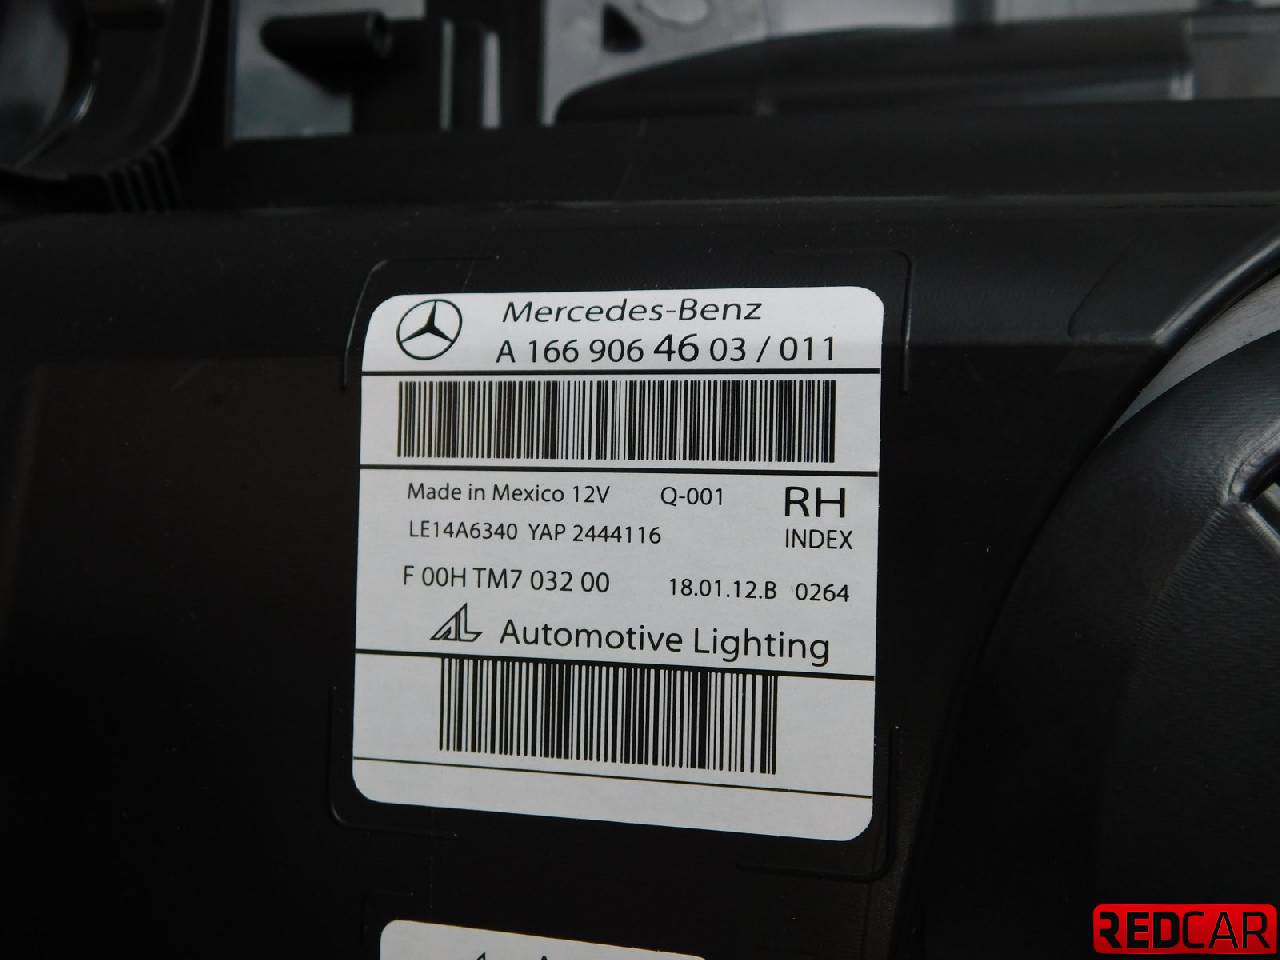 Mercedes-Benz
A 166 906 46 03 / 011
Made in Mexico 12V Q-001 RH
LE14A6340 YAP 2444116 INDEX
F 00H TM7 032 00 18.01.12.B 0264
AL Automotive Lighting
REDCAR